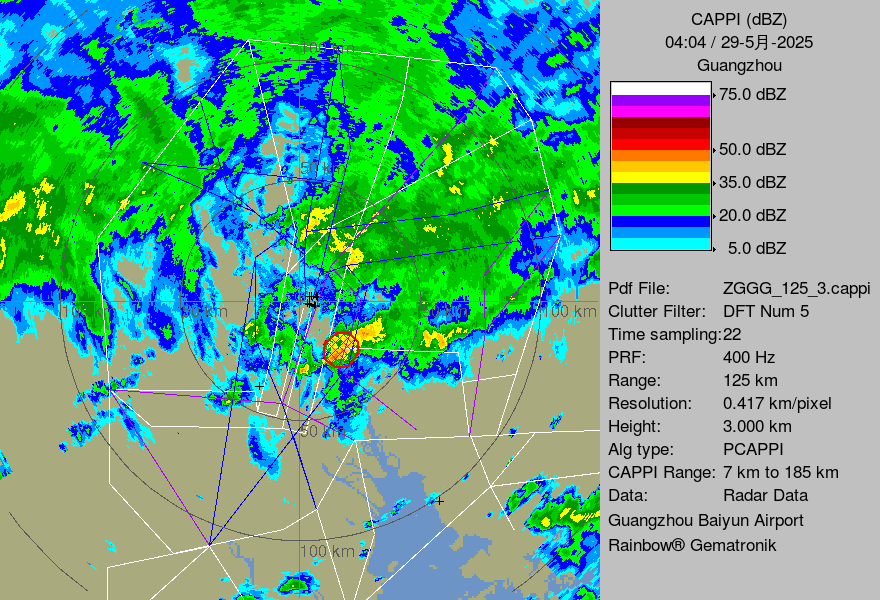 CAPPI (dBZ)
04:04 / 29-5月-2025
Guangzhou
75.0 dBZ
50.0 dBZ
35.0 dBZ
20.0 dBZ
5.0 dBZ
Pdf File: ZGGG_125_3.cappi
Clutter Filter: DFT Num 5
Time sampling:22
PRF: 400 Hz
Range: 125 km
Resolution: 0.417 km/pixel
Height: 3.000 km
Alg type: PCAPPI
CAPPI Range: 7 km to 185 km
Data: Radar Data
Guangzhou Baiyun Airport
Rainbow® Gematronik
100 km
50 km
50 km
100 km
50 km
100 km